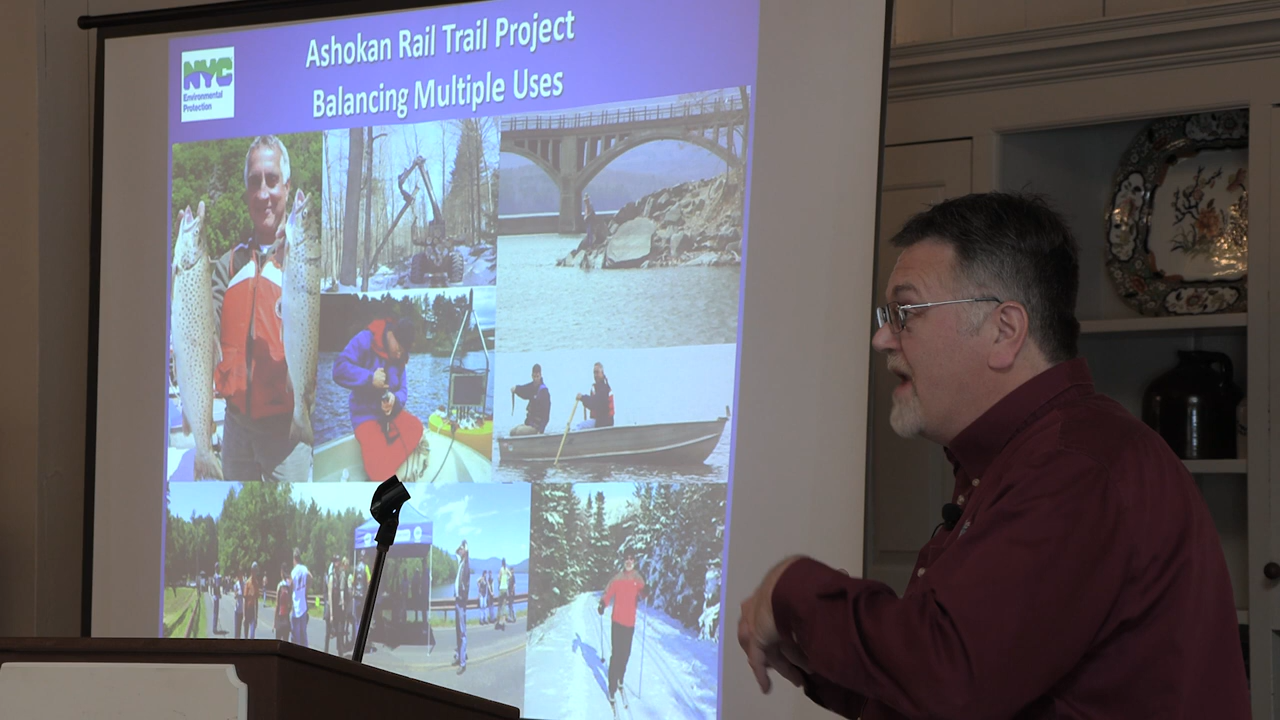 Ashokan Rail Trail Project
Balancing Multiple Uses
NYC
Environmental
Protection